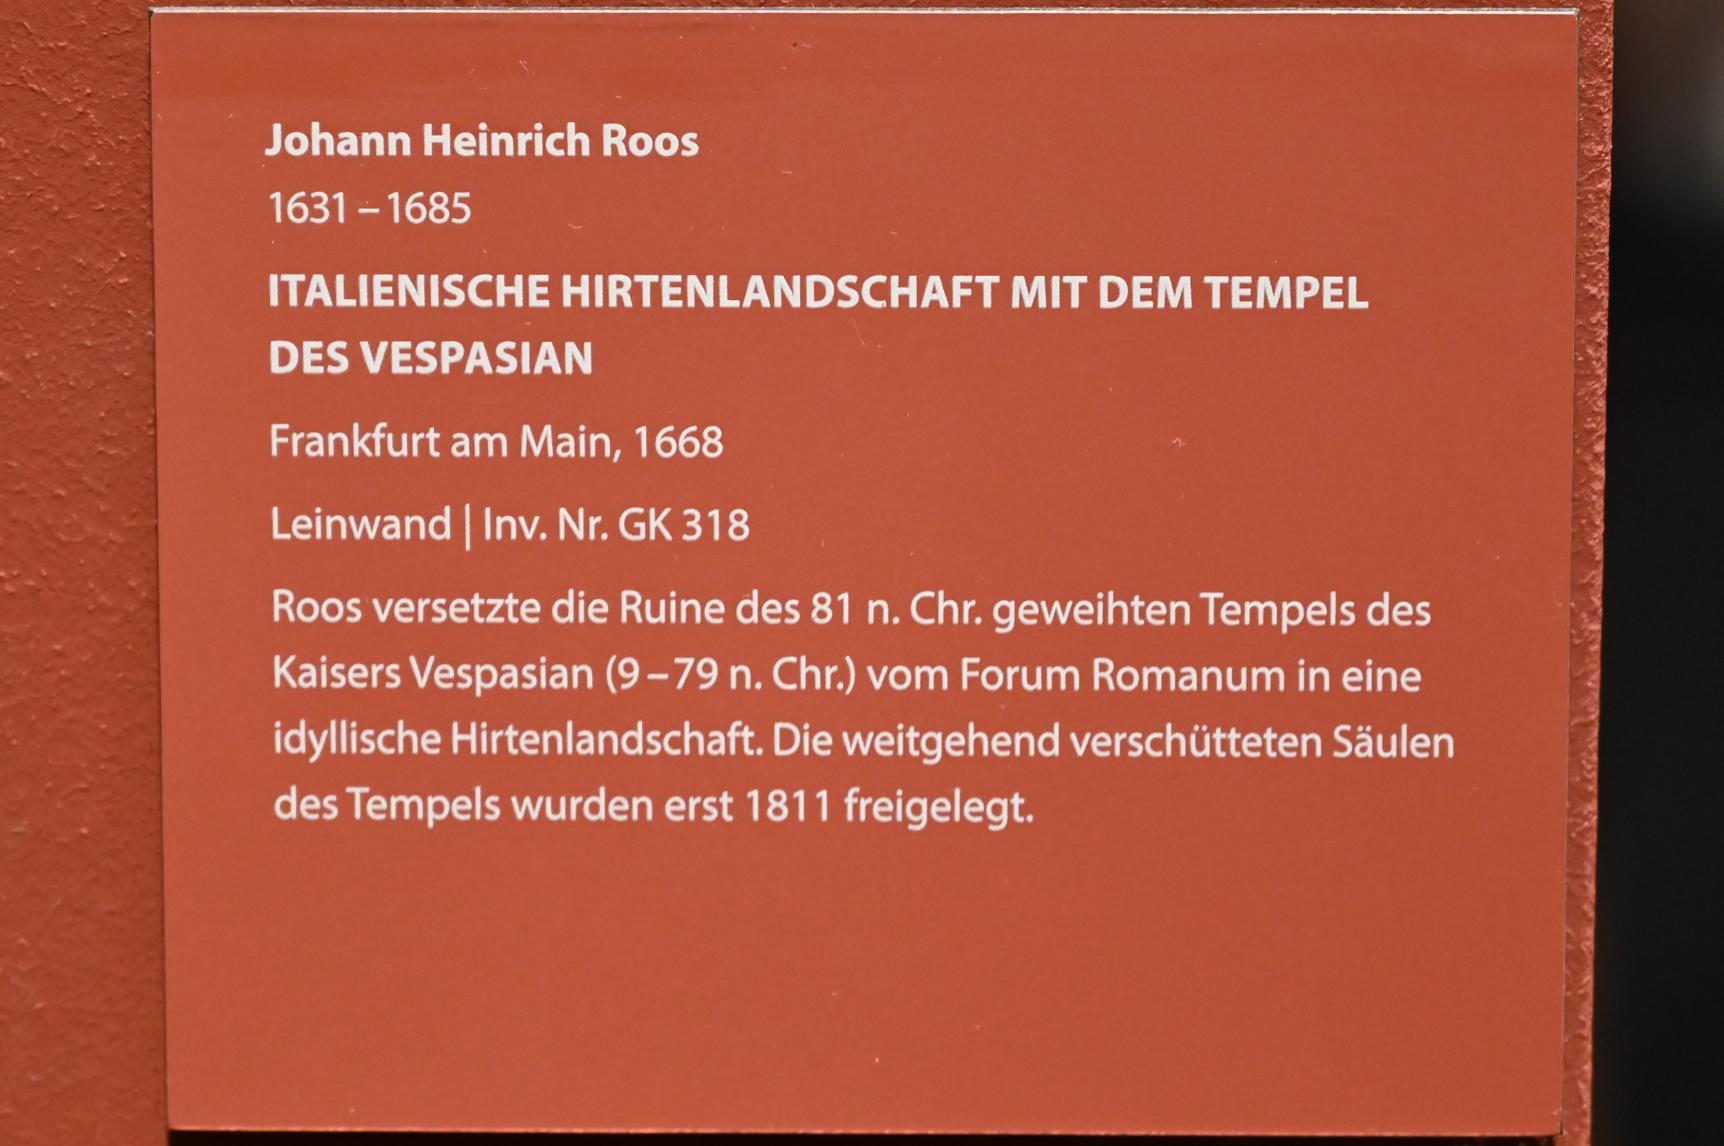 Johann Heinrich Roos
1631 – 1685
ITALIENISCHE HIRTENLANDSCHAFT MIT DEM TEMPEL
DES VESPASIAN
Frankfurt am Main, 1668
Leinwand | Inv. Nr. GK 318
Roos versetzte die Ruine des 81 n. Chr. geweihten Tempels des
Kaisers Vespasian (9 – 79 n. Chr.) vom Forum Romanum in eine
idyllische Hirtenlandschaft. Die weitgehend verschütteten Säulen
des Tempels wurden erst 1811 freigelegt.